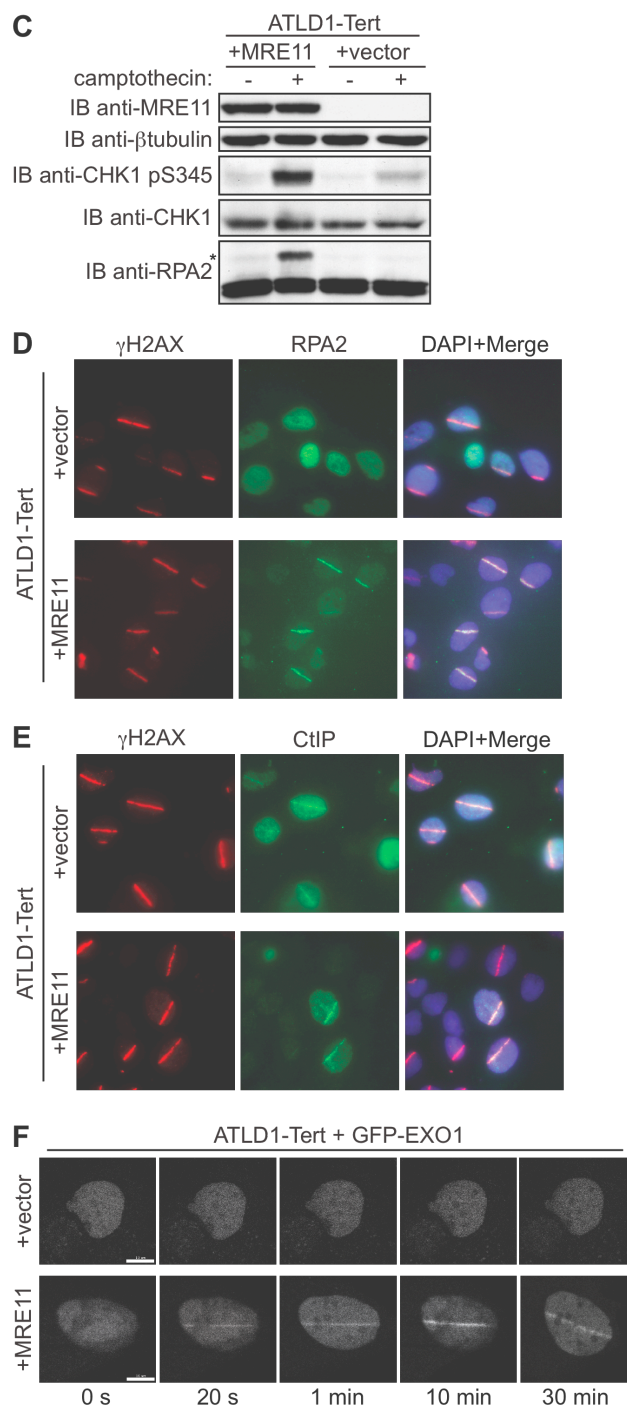 C
ATLD1-Tert
+MRE11 +vector
camptothecin: - + - +
IB anti-MRE11
IB anti-βtubulin
IB anti-CHK1 pS345
IB anti-CHK1
*
IB anti-RPA2
D
γH2AX RPA2 DAPI+Merge
ATLD1-Tert
+vector
+MRE11
E
γH2AX CtIP DAPI+Merge
ATLD1-Tert
+vector
+MRE11
F
ATLD1-Tert + GFP-EXO1
+vector
+MRE11
0 s 20 s 1 min 10 min 30 min